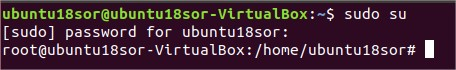 ubuntu18sor@ubuntu18sor-VirtualBox:~$ sudo su
[sudo] password for ubuntu18sor:
root@ubuntu18sor-VirtualBox:/home/ubuntu18sor#